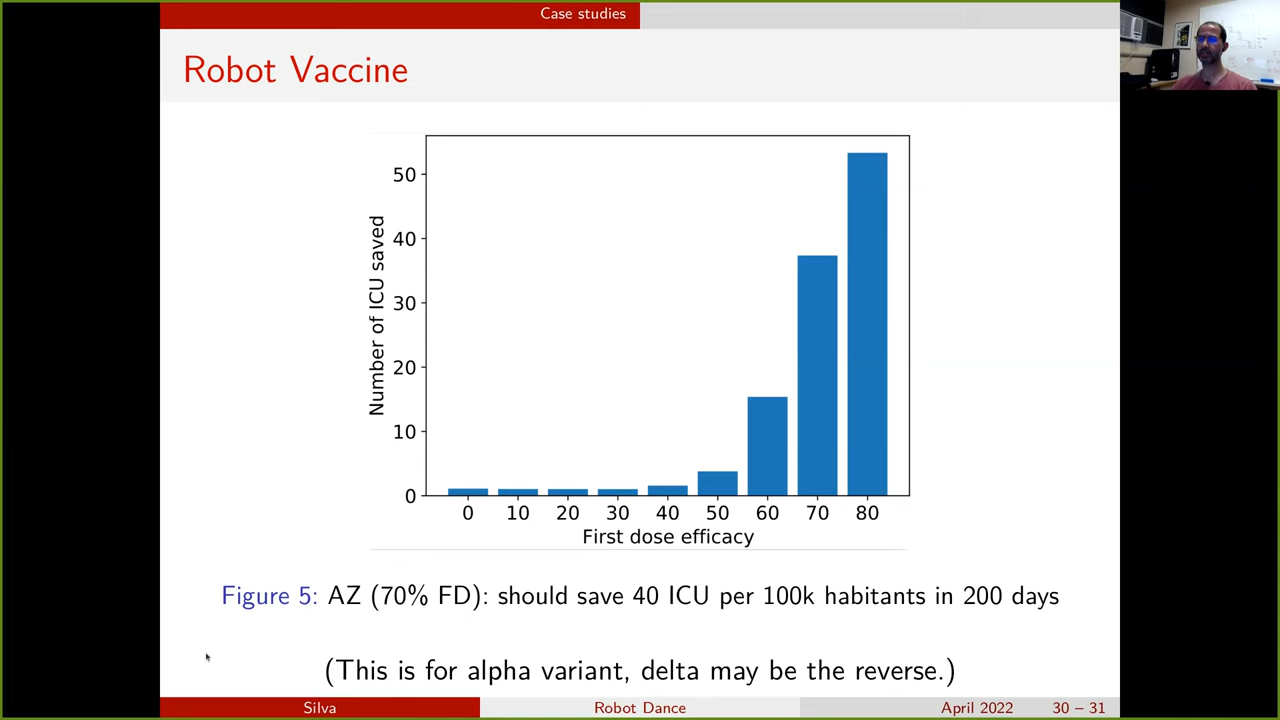 Case studies
Robot Vaccine
Number of ICU saved
50
40
30
20
10
0
0 10 20 30 40 50 60 70 80
First dose efficacy
Figure 5: AZ (70% FD): should save 40 ICU per 100k habitants in 200 days
(This is for alpha variant, delta may be the reverse.)
Silva Robot Dance April 2022 30 – 31